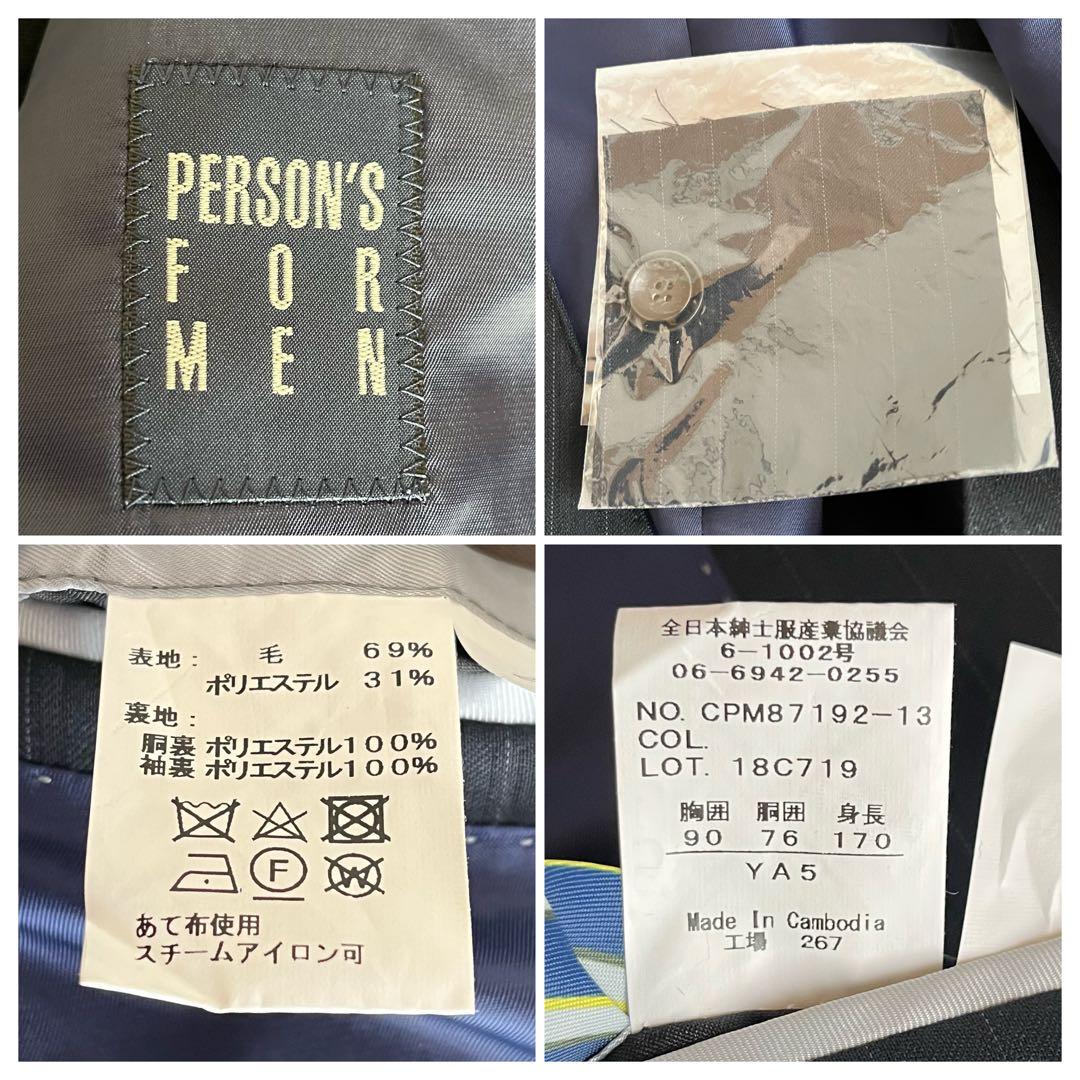 PERSON'S
FOR
MEN
表地： 毛 69%
ポリエステル 31%
裏地：
胴裏 ポリエステル100%
袖裏 ポリエステル100%
F
W
あて布使用
スチームアイロン可
全日本紳士服産業協議会
6-1002号
06-6942-0255
NO. CPM87192-13
COL.
LOT. 18C719
胸囲 胴囲 身長
90 76 170
YA5
Made In Cambodia
工場 267